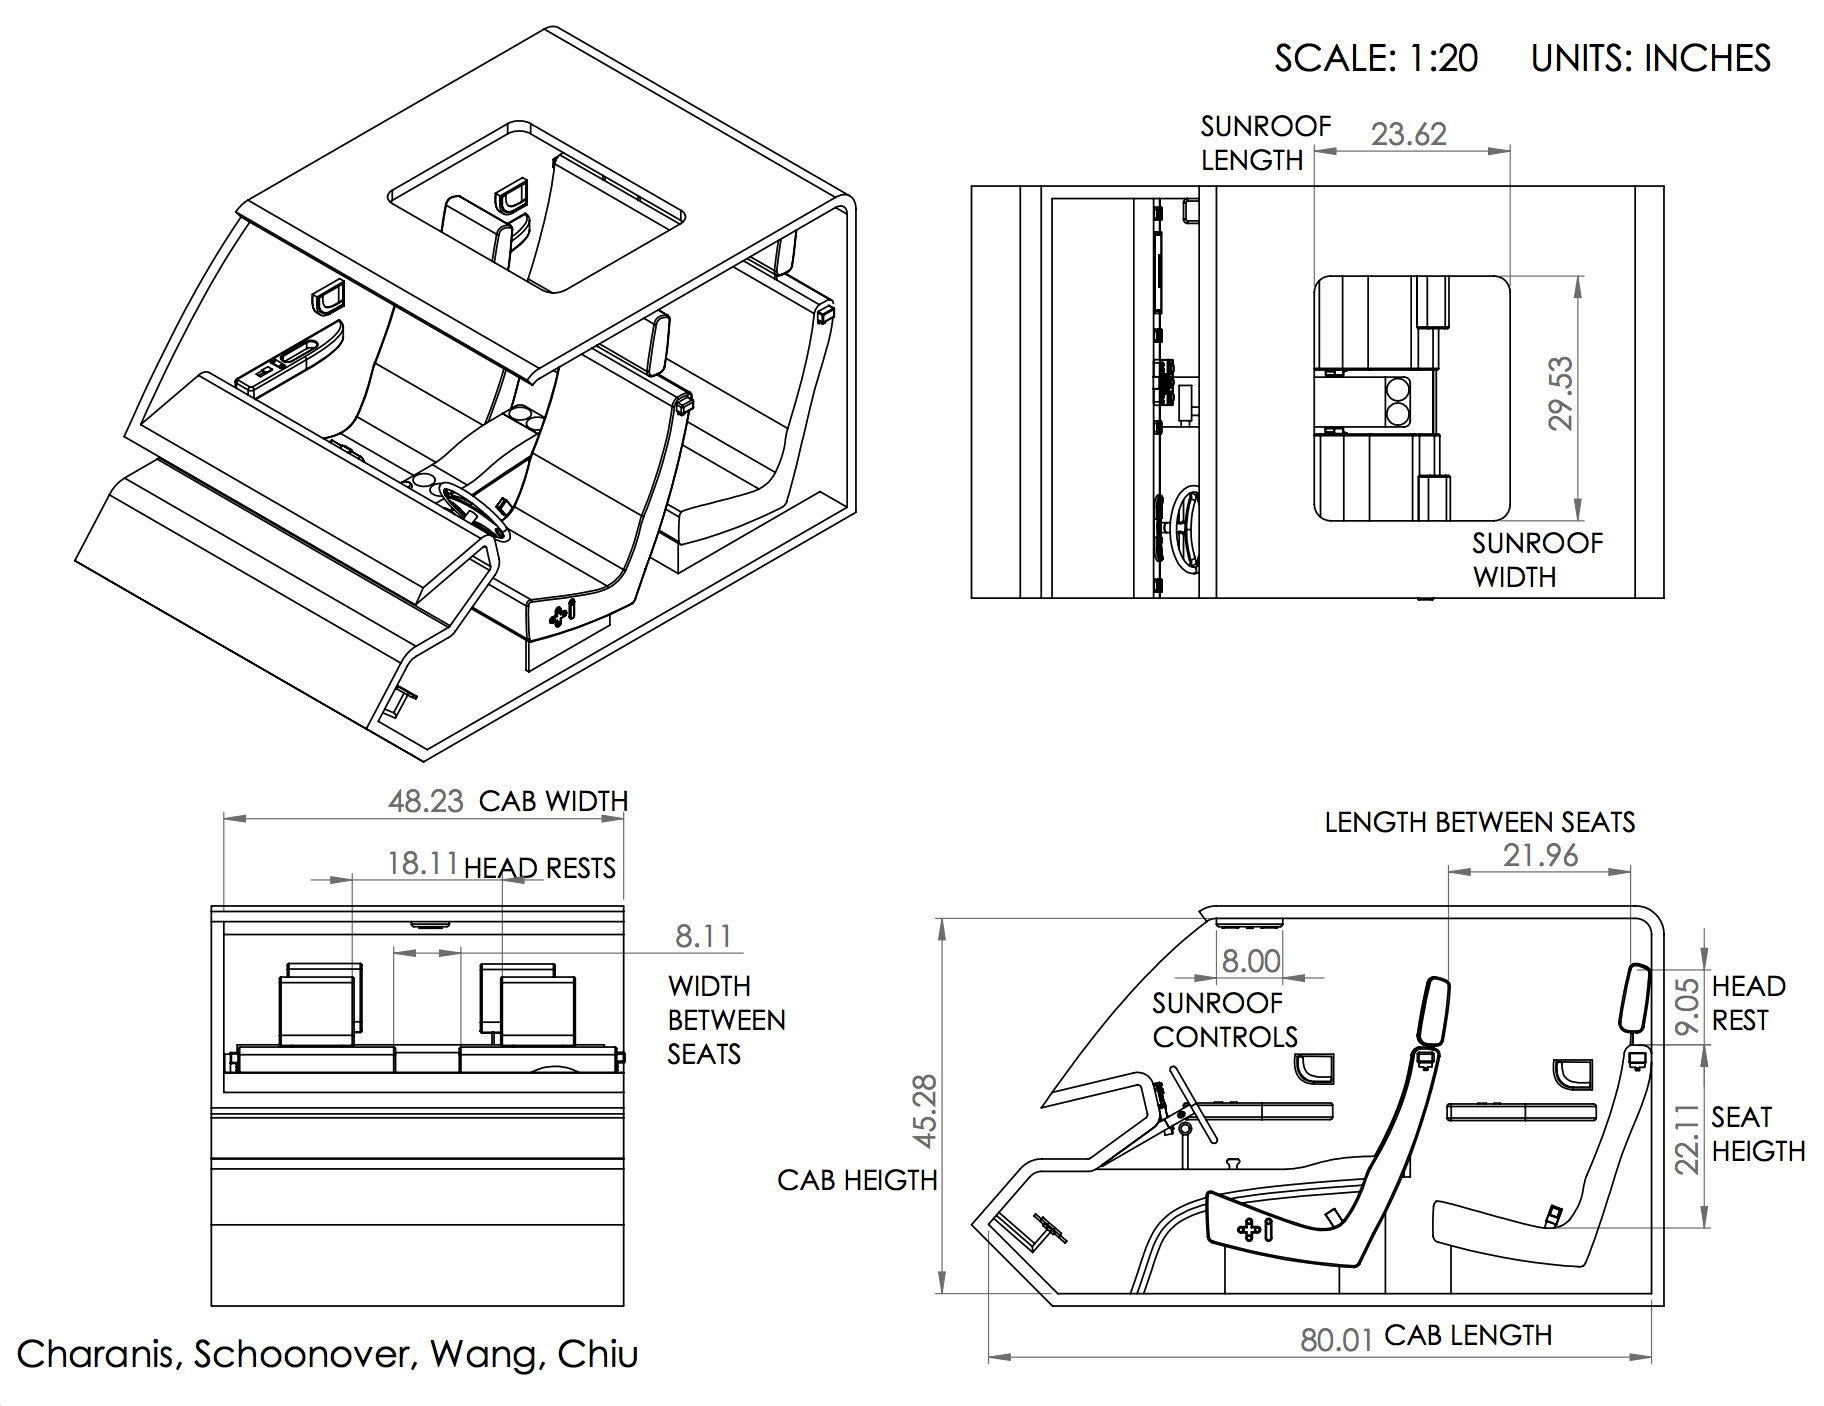 SCALE: 1:20 UNITS: INCHES
SUNROOF
LENGTH
23.62
29.53
SUNROOF
WIDTH
48.23 CAB WIDTH
18.11 HEAD RESTS
8.11
WIDTH
BETWEEN
SEATS
LENGTH BETWEEN SEATS
21.96
8.00
SUNROOF
CONTROLS
9.05
HEAD
REST
45.28
CAB HEIGTH
22.11
SEAT
HEIGTH
80.01 CAB LENGTH
Charanis, Schoonover, Wang, Chiu